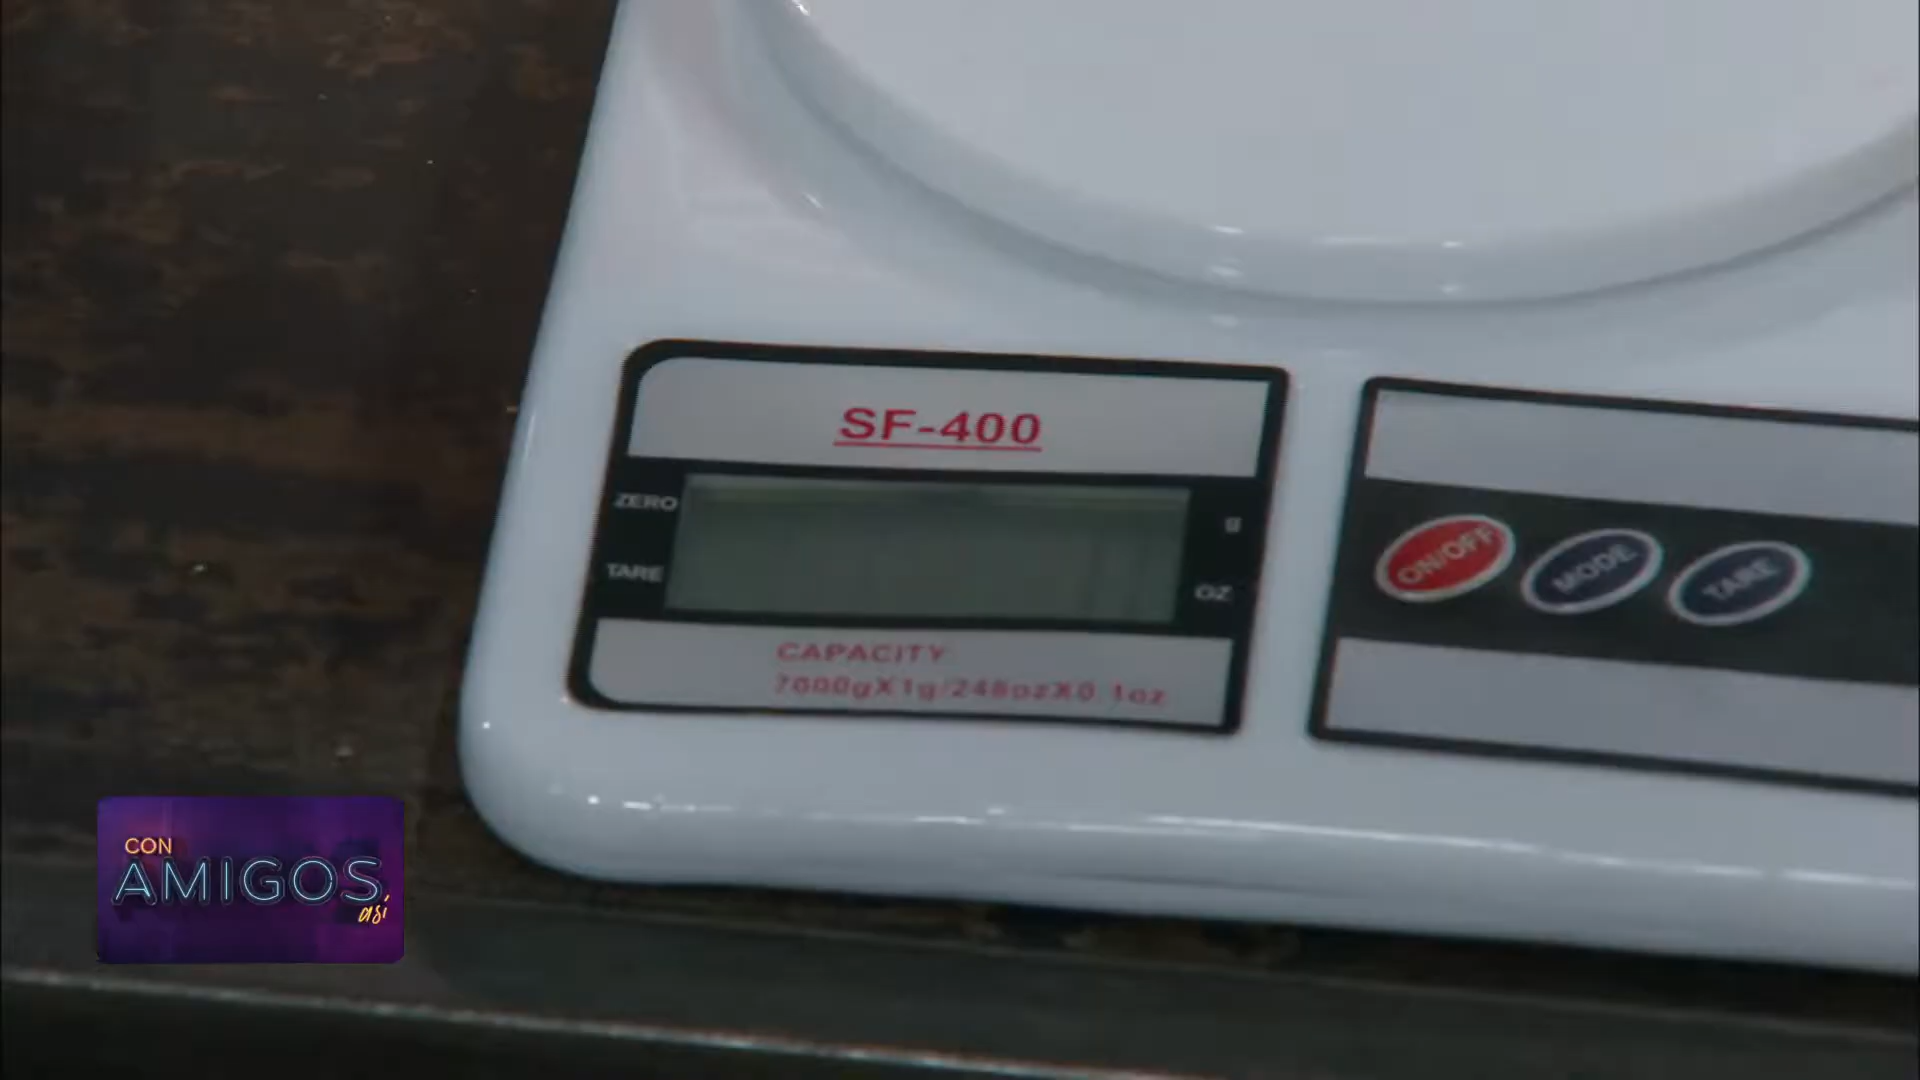 SF-400
ZERO
g
TARE
OZ
CAPACITY:
7000gX1g/248ozX0.1oz
ON/OFF
MODE
TARE
CON
AMIGOS
así